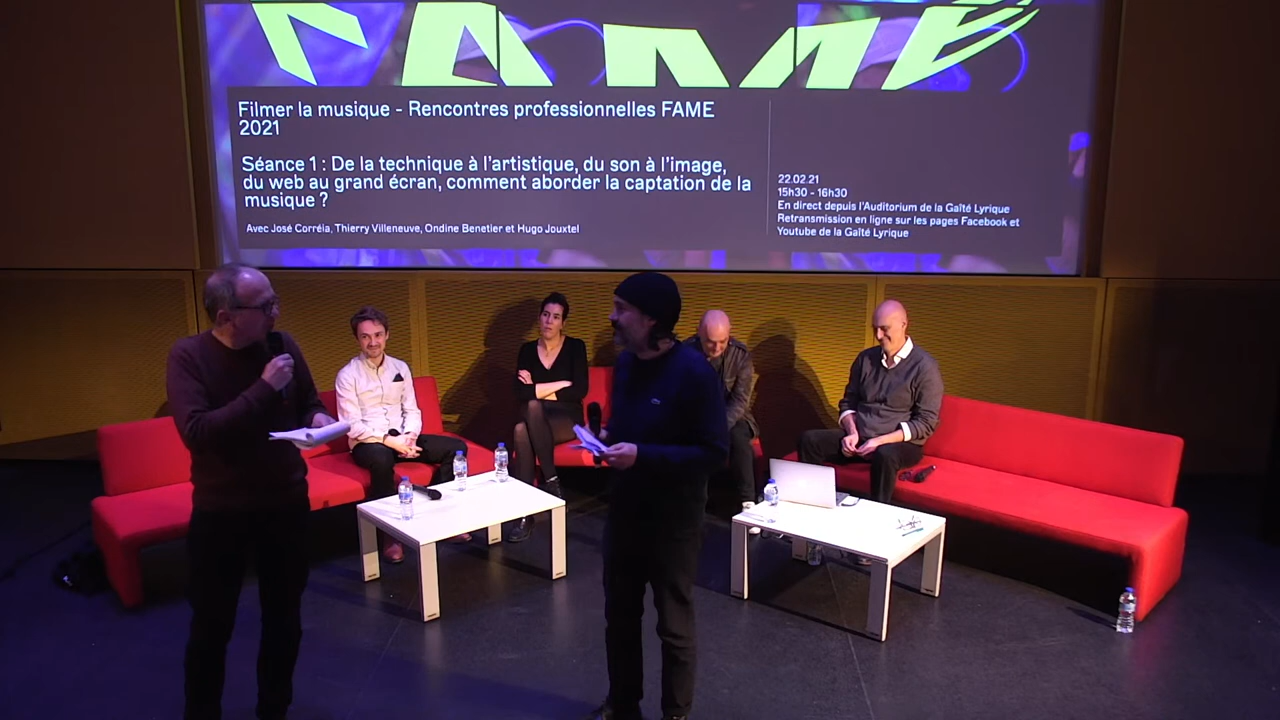 FAME
Filmer la musique - Rencontres professionnelles FAME
2021
Séance 1 : De la technique à l'artistique, du son à l'image,
du web au grand écran, comment aborder la captation de la
musique ?
Avec José Corréia, Thierry Villeneuve, Ondine Benetier et Hugo Jouxtel
22.02.21
15h30 - 16h30
En direct depuis l'Auditorium de la Gaîté Lyrique
Retransmission en ligne sur les pages Facebook et
Youtube de la Gaîté Lyrique